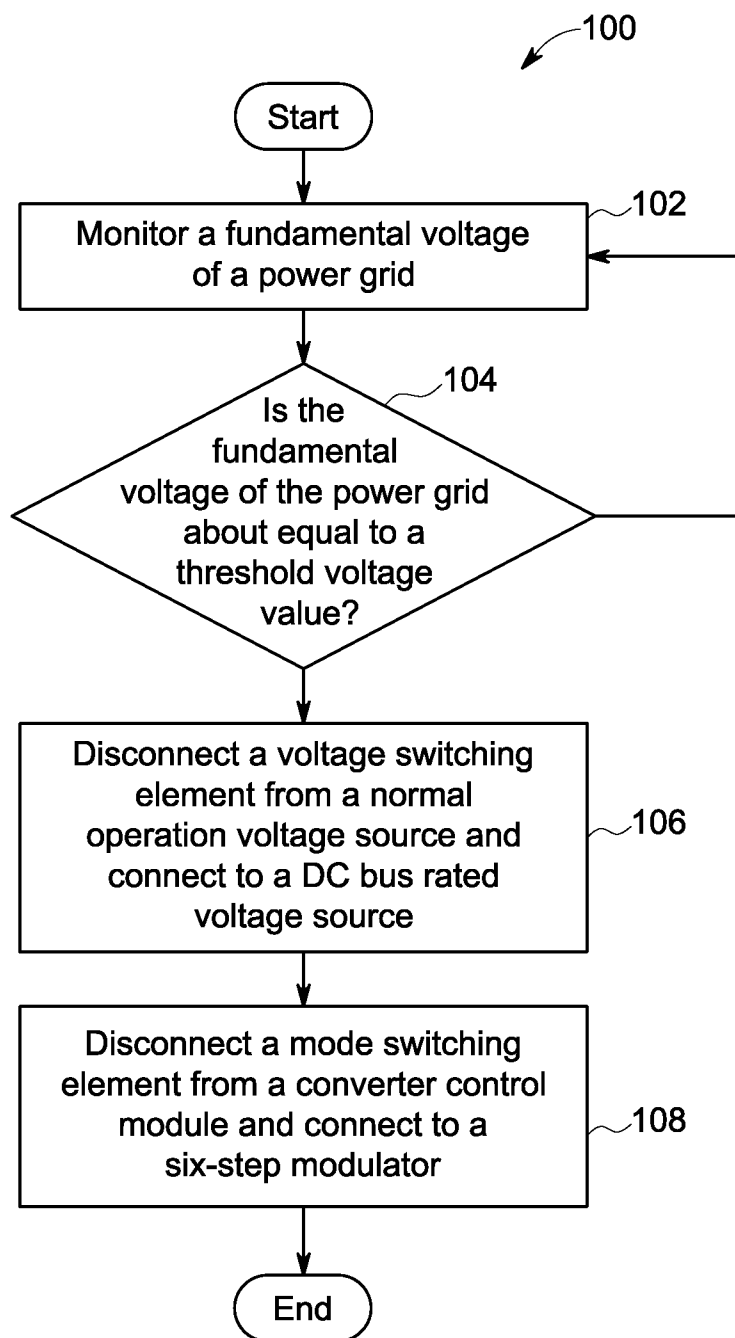 100
Start
102
Monitor a fundamental voltage
of a power grid
104
Is the
fundamental
voltage of the power grid
about equal to a
threshold voltage
value?
Disconnect a voltage switching
element from a normal
operation voltage source and
connect to a DC bus rated
voltage source
106
Disconnect a mode switching
element from a converter control
module and connect to a
six-step modulator
108
End